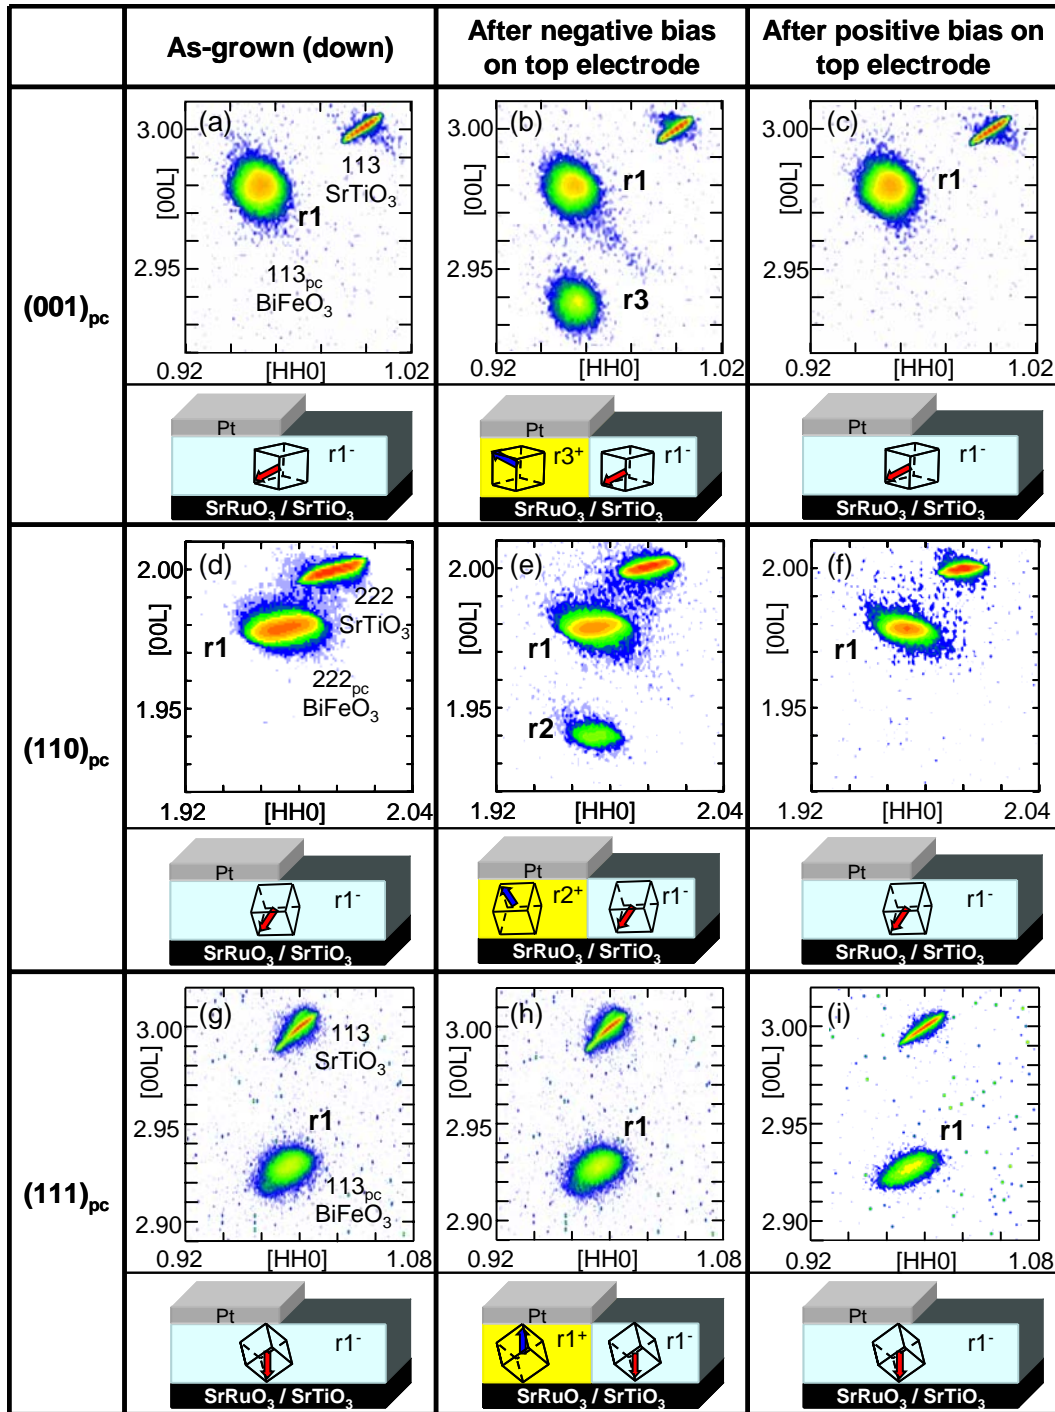 As-grown (down)
After negative bias
on top electrode
After positive bias on
top electrode
(001)pc
(a)
3.00
2.95
[00L]
113
SrTiO3
r1
113pc
BiFeO3
0.92
[HH0]
1.02
(b)
3.00
2.95
[00L]
r1
r3
0.92
[HH0]
1.02
(c)
3.00
2.95
[00L]
r1
0.92
[HH0]
1.02
Pt
r1-
SrRuO3 / SrTiO3
Pt
r3+
r1-
SrRuO3 / SrTiO3
Pt
r1-
SrRuO3 / SrTiO3
(110)pc
(d)
2.00
1.95
[00L]
222
SrTiO3
r1
222pc
BiFeO3
1.92
[HH0]
2.04
(e)
2.00
1.95
[00L]
r1
r2
1.92
[HH0]
2.04
(f)
2.00
1.95
[00L]
r1
1.92
[HH0]
2.04
Pt
r1-
SrRuO3 / SrTiO3
Pt
r2+
r1-
SrRuO3 / SrTiO3
Pt
r1-
SrRuO3 / SrTiO3
(111)pc
(g)
3.00
2.95
2.90
[00L]
113
SrTiO3
r1
113pc
BiFeO3
0.92
[HH0]
1.08
(h)
3.00
2.95
2.90
[00L]
r1
0.92
[HH0]
1.08
(i)
3.00
2.95
2.90
[00L]
r1
0.92
[HH0]
1.08
Pt
r1-
SrRuO3 / SrTiO3
Pt
r1+
r1-
SrRuO3 / SrTiO3
Pt
r1-
SrRuO3 / SrTiO3